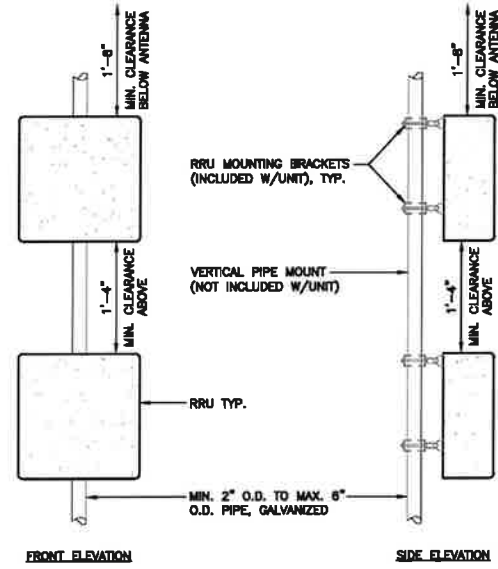 1'-8"
MIN. CLEARANCE
BELOW ANTENNA
1'-8"
MIN. CLEARANCE
BELOW ANTENNA
RRU MOUNTING BRACKETS
(INCLUDED W/UNIT), TYP.
VERTICAL PIPE MOUNT
(NOT INCLUDED W/UNIT)
1'-4"
MIN. CLEARANCE
ABOVE
1'-4"
MIN. CLEARANCE
ABOVE
RRU TYP.
MIN. 2" O.D. TO MAX. 6"
O.D. PIPE, GALVANIZED
FRONT ELEVATION
SIDE ELEVATION